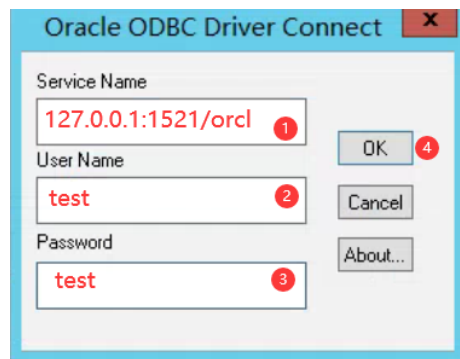 Oracle ODBC Driver Connect x
Service Name
127.0.0.1:1521/orcl 1
User Name
test 2
Password
test 3
OK 4
Cancel
About...